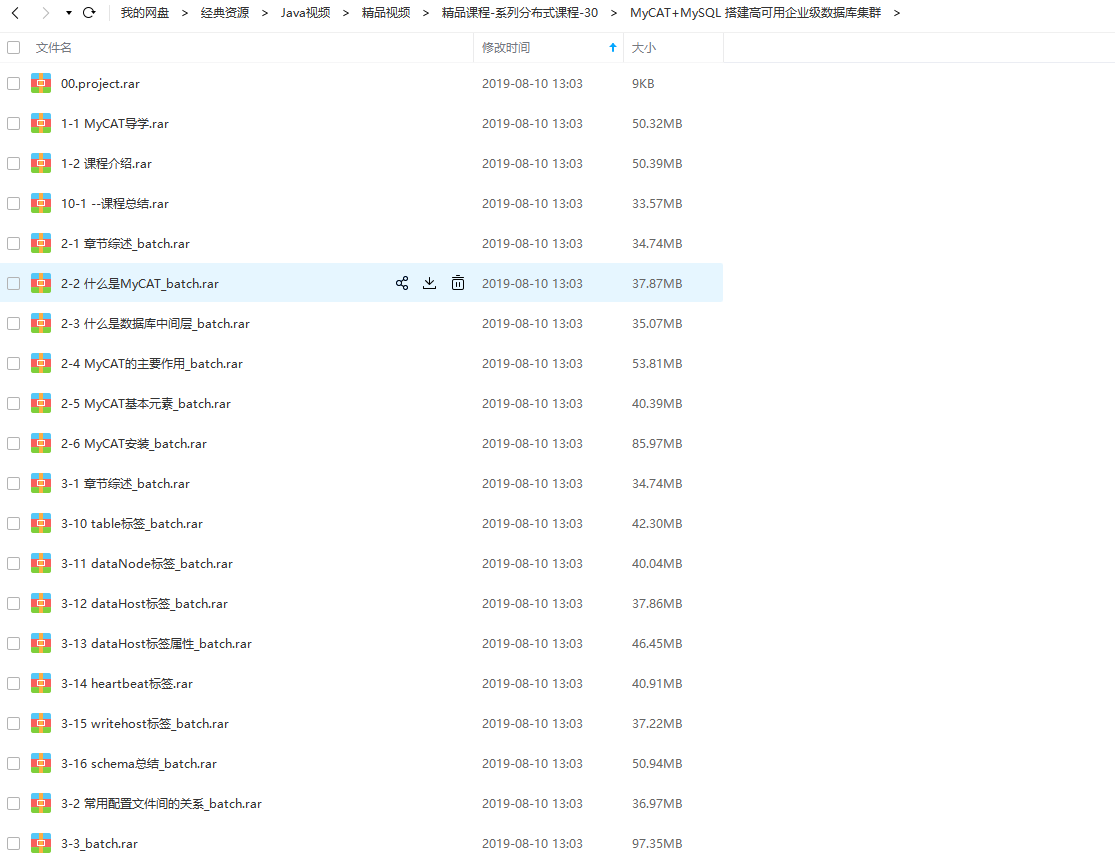 我的网盘 > 经典资源 > Java视频 > 精品视频 > 精品课程-系列分布式课程-30 > MyCAT+MySQL 搭建高可用企业级数据库集群 >
文件名 修改时间 大小
00.project.rar 2019-08-10 13:03 9KB
1-1 MyCAT导学.rar 2019-08-10 13:03 50.32MB
1-2 课程介绍.rar 2019-08-10 13:03 50.39MB
10-1 --课程总结.rar 2019-08-10 13:03 33.57MB
2-1 章节综述_batch.rar 2019-08-10 13:03 34.74MB
2-2 什么是MyCAT_batch.rar 2019-08-10 13:03 37.87MB
2-3 什么是数据库中间层_batch.rar 2019-08-10 13:03 35.07MB
2-4 MyCAT的主要作用_batch.rar 2019-08-10 13:03 53.81MB
2-5 MyCAT基本元素_batch.rar 2019-08-10 13:03 40.39MB
2-6 MyCAT安装_batch.rar 2019-08-10 13:03 85.97MB
3-1 章节综述_batch.rar 2019-08-10 13:03 34.74MB
3-10 table标签_batch.rar 2019-08-10 13:03 42.30MB
3-11 dataNode标签_batch.rar 2019-08-10 13:03 40.04MB
3-12 dataHost标签_batch.rar 2019-08-10 13:03 37.86MB
3-13 dataHost标签属性_batch.rar 2019-08-10 13:03 46.45MB
3-14 heartbeat标签.rar 2019-08-10 13:03 40.91MB
3-15 writehost标签_batch.rar 2019-08-10 13:03 37.22MB
3-16 schema总结_batch.rar 2019-08-10 13:03 50.94MB
3-2 常用配置文件间的关系_batch.rar 2019-08-10 13:03 36.97MB
3-3_batch.rar 2019-08-10 13:03 97.35MB